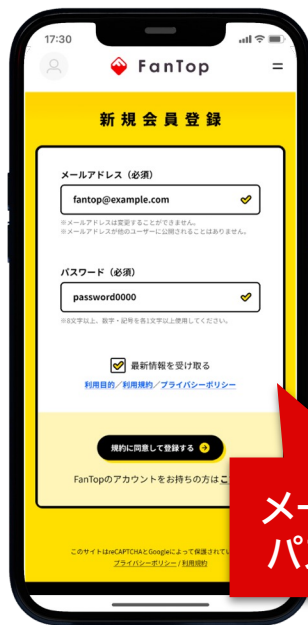 17:30
FanTop
新規会員登録
メールアドレス（必須）
fantop@example.com
※メールアドレスは変更することができません。
※メールアドレスが他のユーザーに公開されることはありません。
パスワード（必須）
password0000
※8文字以上、数字・記号を各1文字以上使用してください。
最新情報を受け取る
利用目的／利用規約／プライバシーポリシー
規約に同意して登録する
FanTopのアカウントをお持ちの方はこ
メー
パ
このサイトはreCAPTCHAとGoogleによって保護されてい
プライバシーポリシー / 利用規約